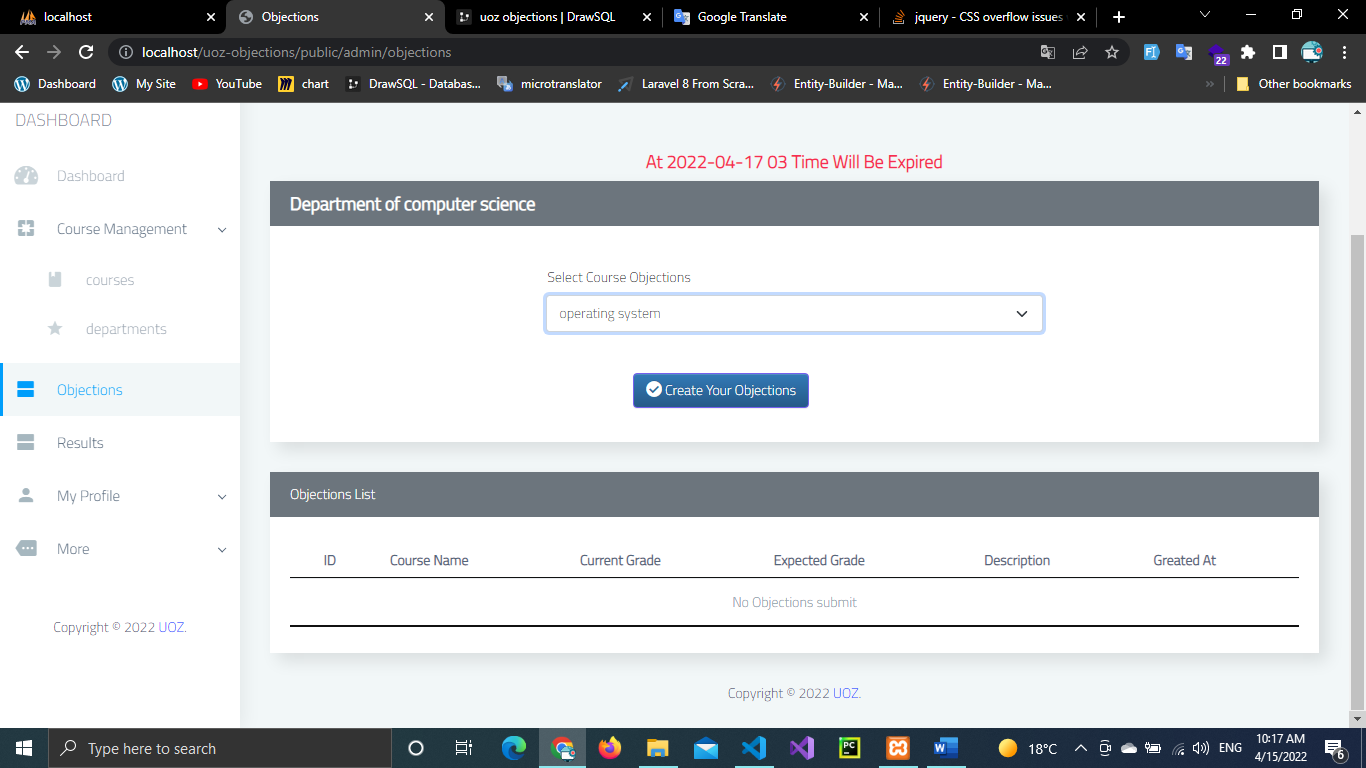 localhost
Objections
uoz objections | DrawSQL
Google Translate
jquery - CSS overflow issues
localhost/uoz-objections/public/admin/objections
22
Dashboard
My Site
YouTube
chart
DrawSQL - Databas...
microtranslator
Laravel 8 From Scra...
Entity-Builder - Ma...
Entity-Builder - Ma...
Other bookmarks
DASHBOARD
Dashboard
Course Management
courses
departments
Objections
Results
My Profile
More
Copyright © 2022 UOZ.
At 2022-04-17 03 Time Will Be Expired
Department of computer science
Select Course Objections
operating system
Create Your Objections
Objections List
ID Course Name Current Grade Expected Grade Description Greated At
No Objections submit
Copyright © 2022 UOZ.
Type here to search
18°C
ENG
10:17 AM
4/15/2022
6